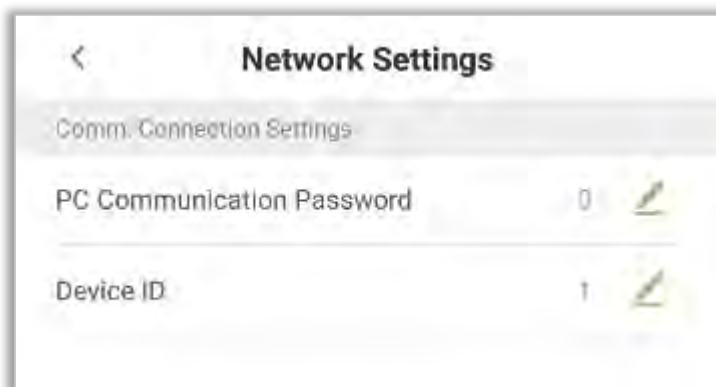 Network Settings
Comm. Connection Settings
PC Communication Password 0
Device ID 1